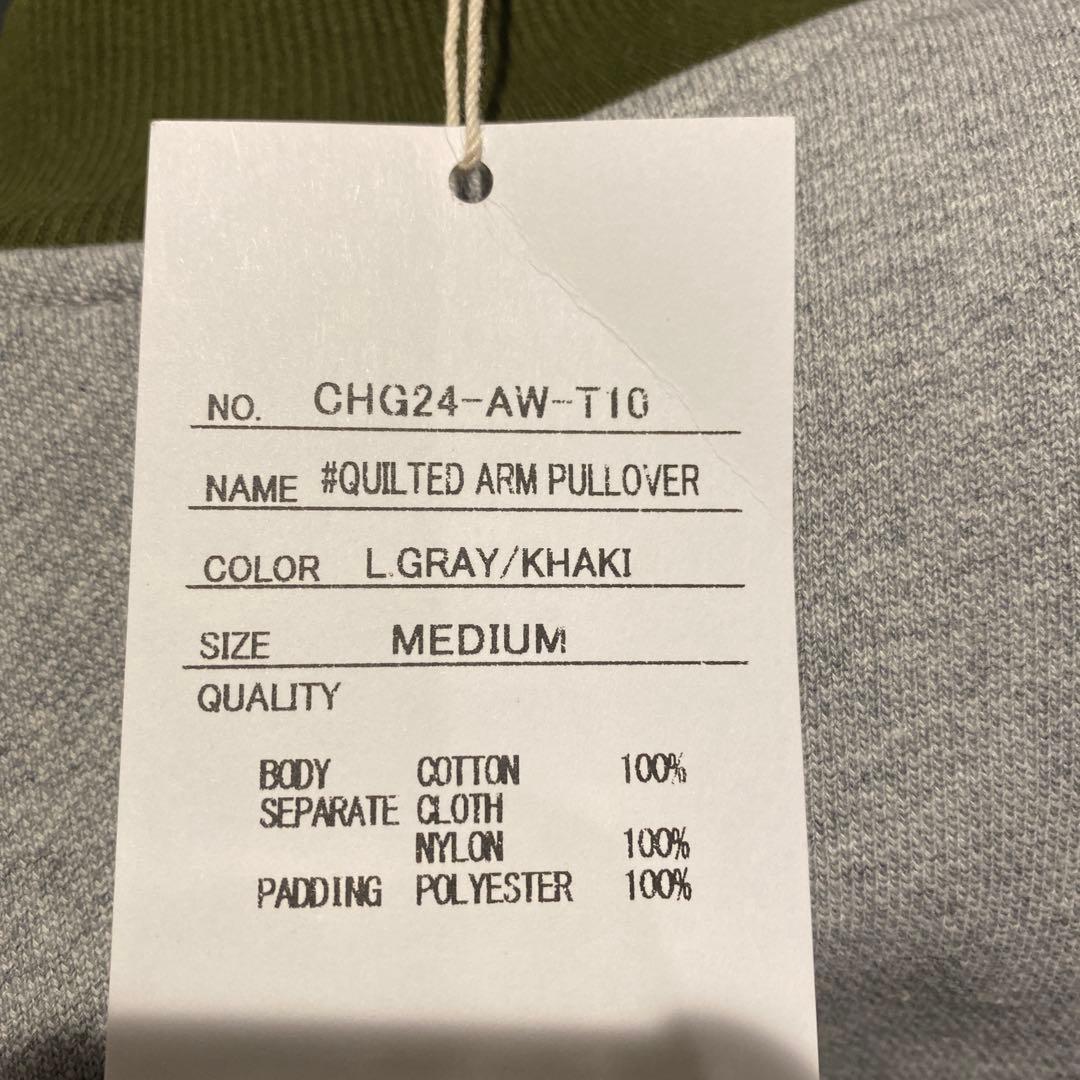 NO. CHG24-AW-T10
NAME #QUILTED ARM PULLOVER
COLOR L.GRAY/KHAKI
SIZE MEDIUM
QUALITY
BODY COTTON 100%
SEPARATE CLOTH
NYLON 100%
PADDING POLYESTER 100%